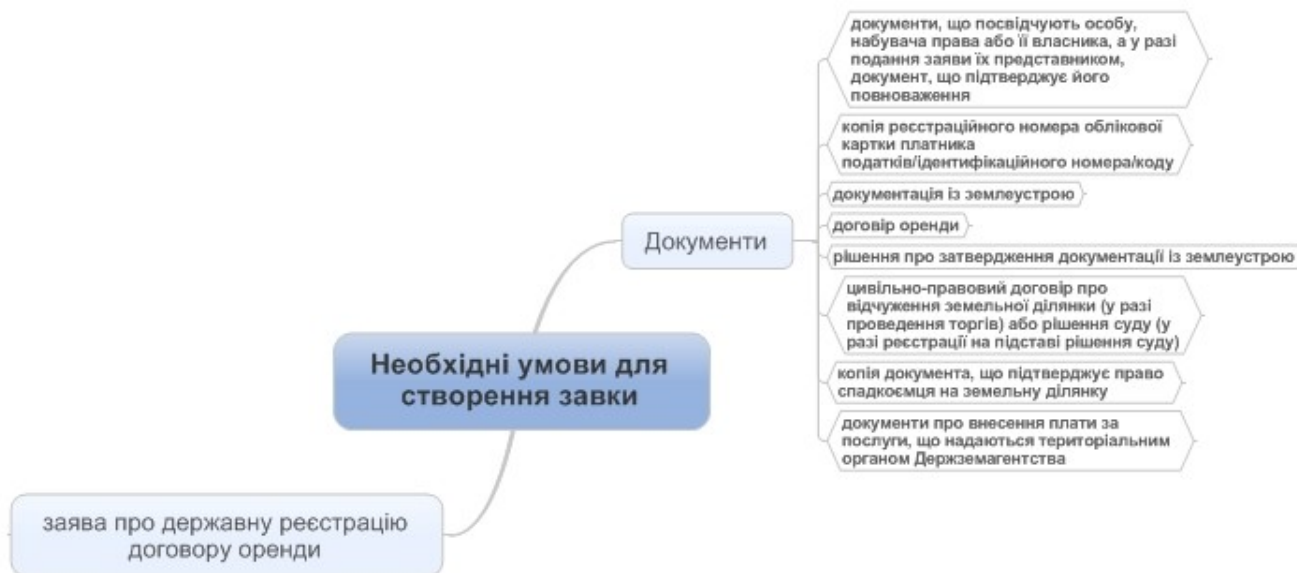 документи, що посвідчують особу,
набувача права або її власника, а у разі
подання заяви їх представником,
документ, що підтверджує його
повноваження
копія реєстраційного номера облікової
картки платника
податків/ідентифікаційного номера/коду
документація із землеустрою
договір оренди
рішення про затвердження документації із землеустрою
цивільно-правовий договір про
відчуження земельної ділянки (у разі
проведення торгів) або рішення суду (у
разі реєстрації на підставі рішення суду)
копія документа, що підтверджує право
спадкоємця на земельну ділянку
документи про внесення плати за
послуги, що надаються територіальним
органом Держземагентства
Документи
Необхідні умови для
створення завки
заява про державну реєстрацію
договору оренди